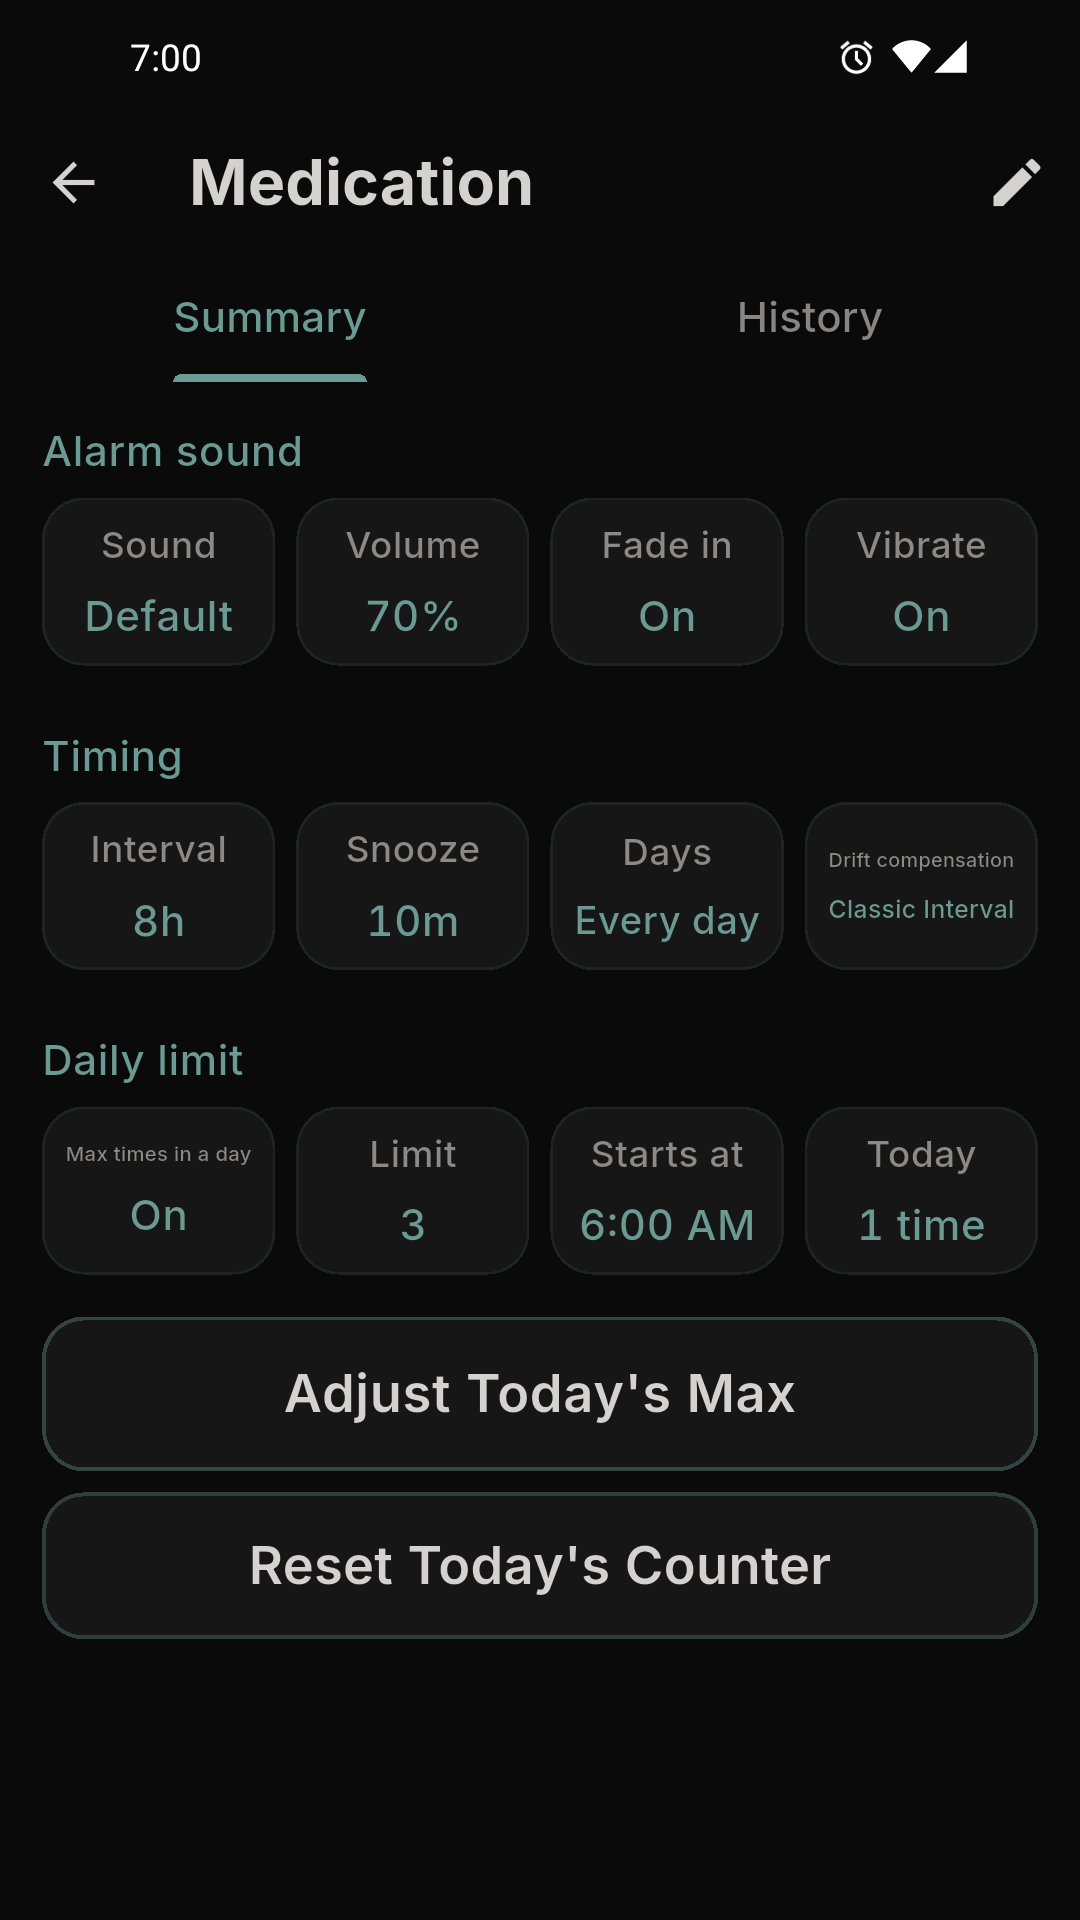 7:00
Medication
Summary
History
Alarm sound
Sound
Volume
Fade in
Vibrate
Default
70%
On
On
Timing
Interval
Snooze
Days
Drift compensation
8h
10m
Every day
Classic Interval
Daily limit
Max times in a day
Limit
Starts at
Today
On
3
6:00 AM
1 time
Adjust Today's Max
Reset Today's Counter